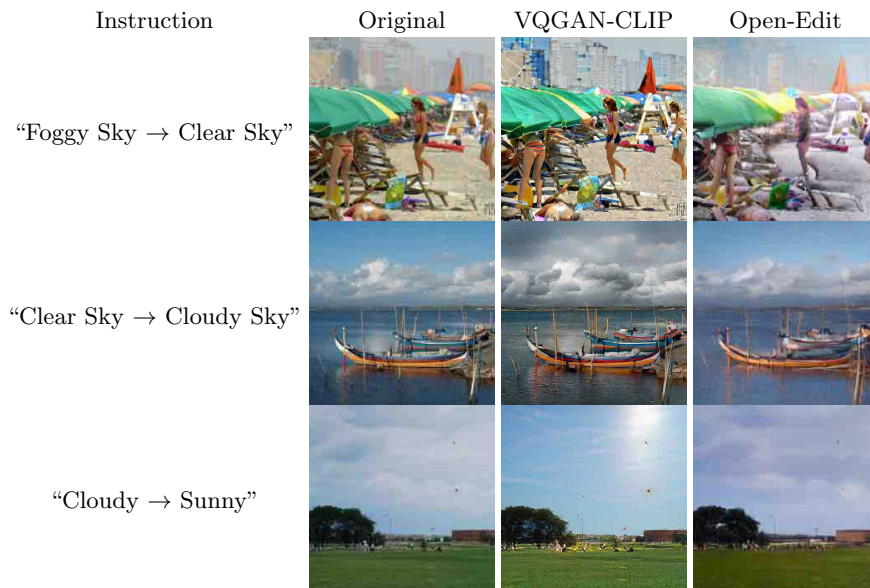 Instruction Original VQGAN-CLIP Open-Edit
“Foggy Sky → Clear Sky”
“Clear Sky → Cloudy Sky”
“Cloudy → Sunny”